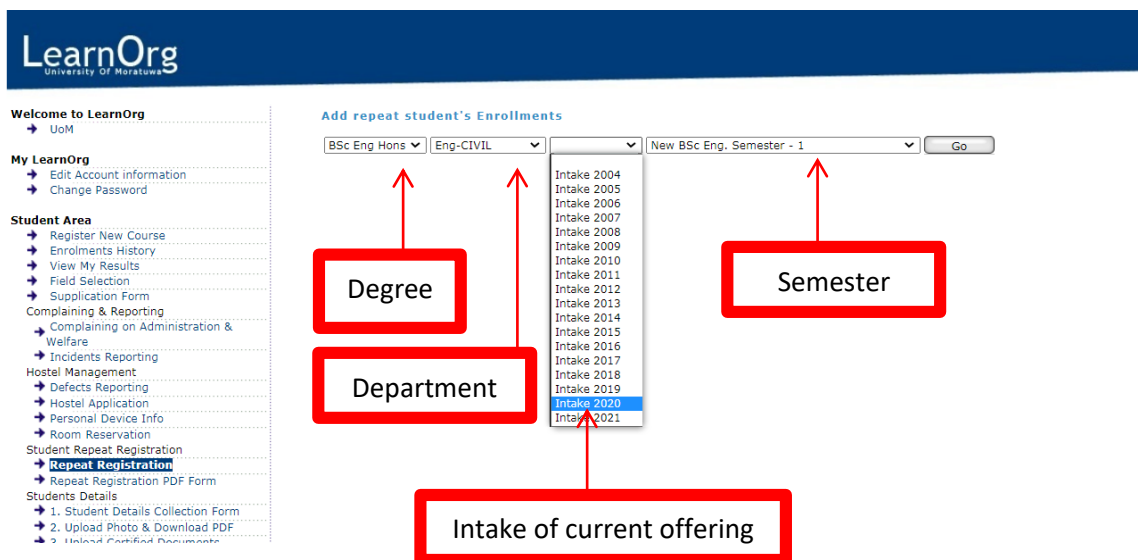 LearnOrg
University Of Moratuwa
Welcome to LearnOrg
UoM
My LearnOrg
Edit Account information
Change Password
Student Area
Register New Course
Enrolments History
View My Results
Field Selection
Supplication Form
Complaining & Reporting
Complaining on Administration &
Welfare
Incidents Reporting
Hostel Management
Defects Reporting
Hostel Application
Personal Device Info
Room Reservation
Student Repeat Registration
Repeat Registration
Repeat Registration PDF Form
Students Details
1. Student Details Collection Form
2. Upload Photo & Download PDF
3. Upload Certified Documents
Add repeat student's Enrollments
BSc Eng Hons Eng-CIVIL New BSc Eng. Semester - 1 Go
Intake 2004
Intake 2005
Intake 2006
Intake 2007
Intake 2008
Intake 2009
Intake 2010
Intake 2011
Intake 2012
Intake 2013
Intake 2014
Intake 2015
Intake 2016
Intake 2017
Intake 2018
Intake 2019
Intake 2020
Intake 2021
Degree
Semester
Department
Intake of current offering